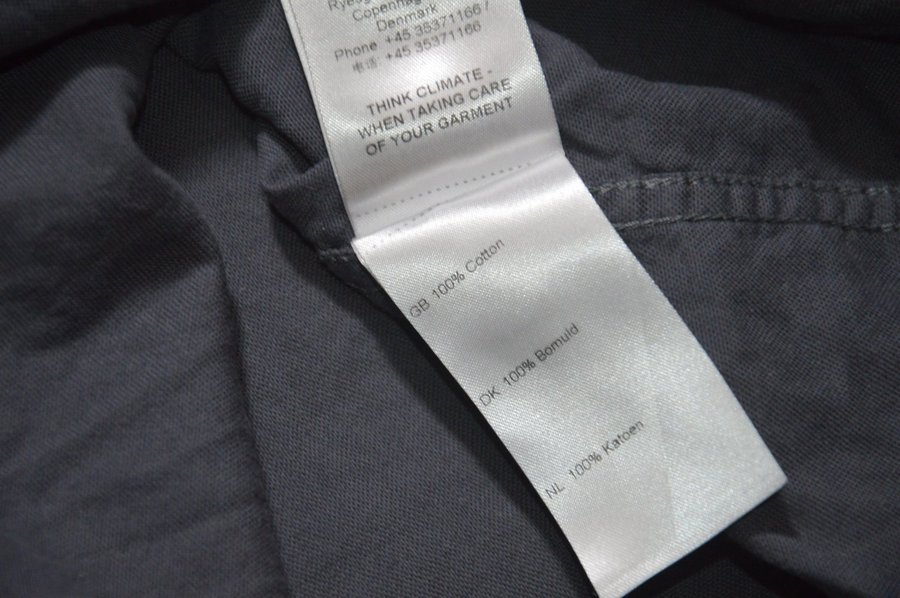 Copenhag
Denmark
Phone +45 35371166 /
电话: +45 35371166
THINK CLIMATE -
WHEN TAKING CARE
OF YOUR GARMENT
GB 100% Cotton
DK 100% Bomuld
NL 100% Katoen